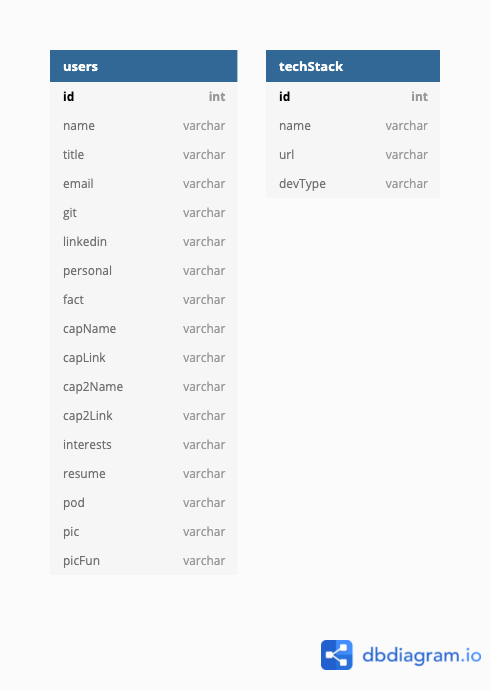 users
id int
name varchar
title varchar
email varchar
git varchar
linkedin varchar
personal varchar
fact varchar
capName varchar
capLink varchar
cap2Name varchar
cap2Link varchar
interests varchar
resume varchar
pod varchar
pic varchar
picFun varchar
techStack
id int
name varchar
url varchar
devType varchar
dbdiagram.io